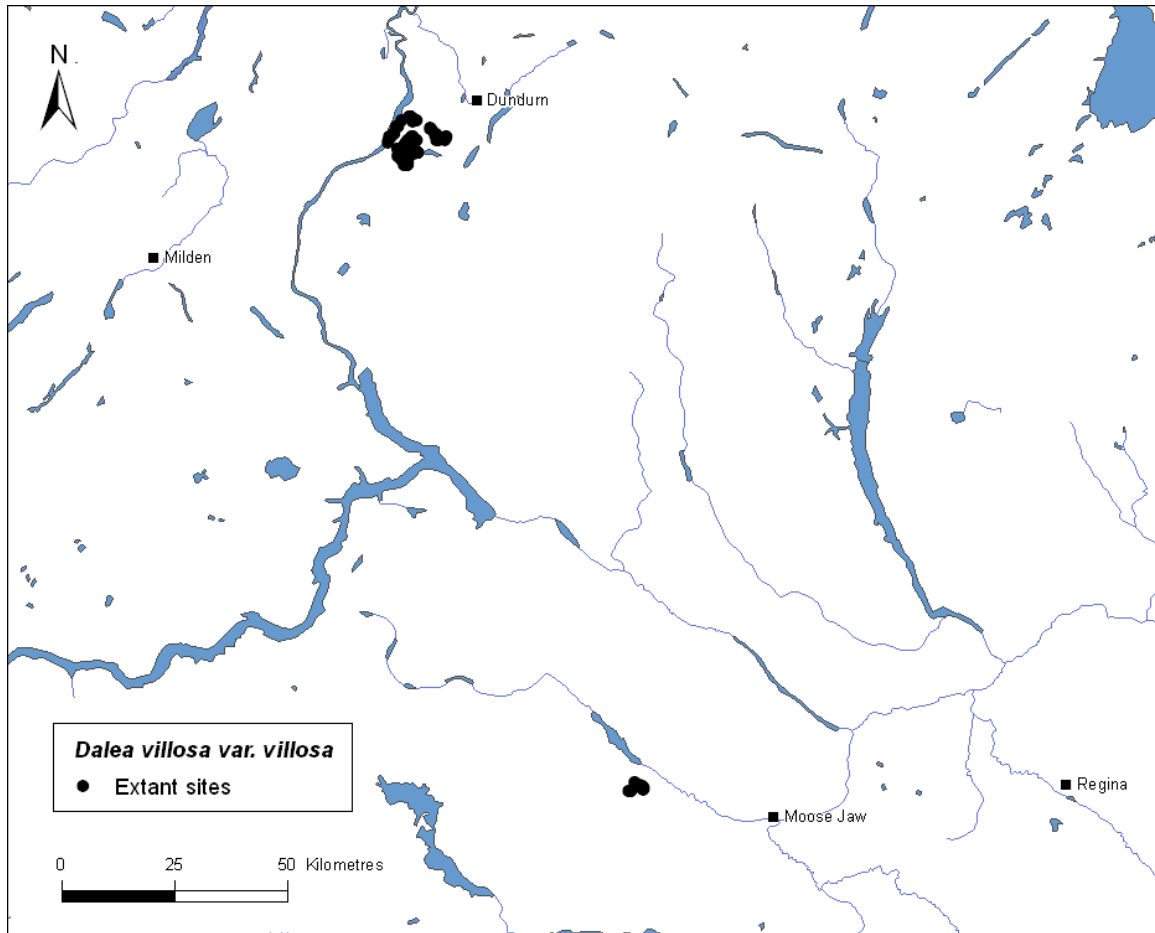 N
Dundurn
Milden
Dalea villosa var. villosa
Extant sites
Regina
Moose Jaw
0 25 50 Kilometres